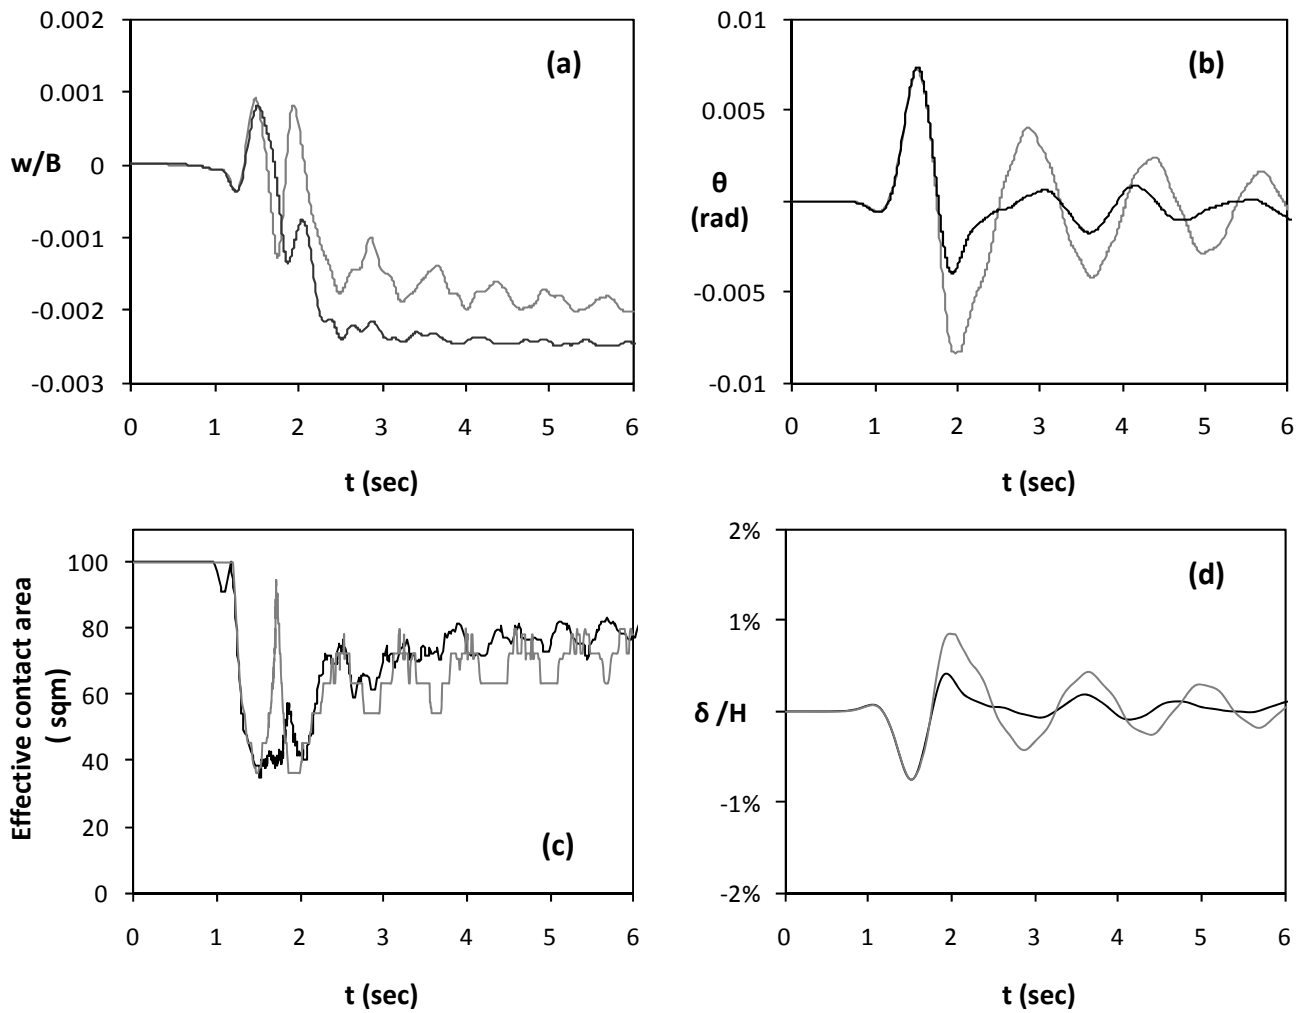 0.002
0.001
0
-0.001
-0.002
-0.003
w/B
(a)
0 1 2 3 4 5 6
t (sec)
0.01
0.005
0
-0.005
-0.01
θ
(rad)
(b)
0 1 2 3 4 5 6
t (sec)
100
80
60
40
20
0
Effective contact area
( sqm)
(c)
0 1 2 3 4 5 6
t (sec)
2%
1%
0
-1%
-2%
δ /H
(d)
0 1 2 3 4 5 6
t (sec)